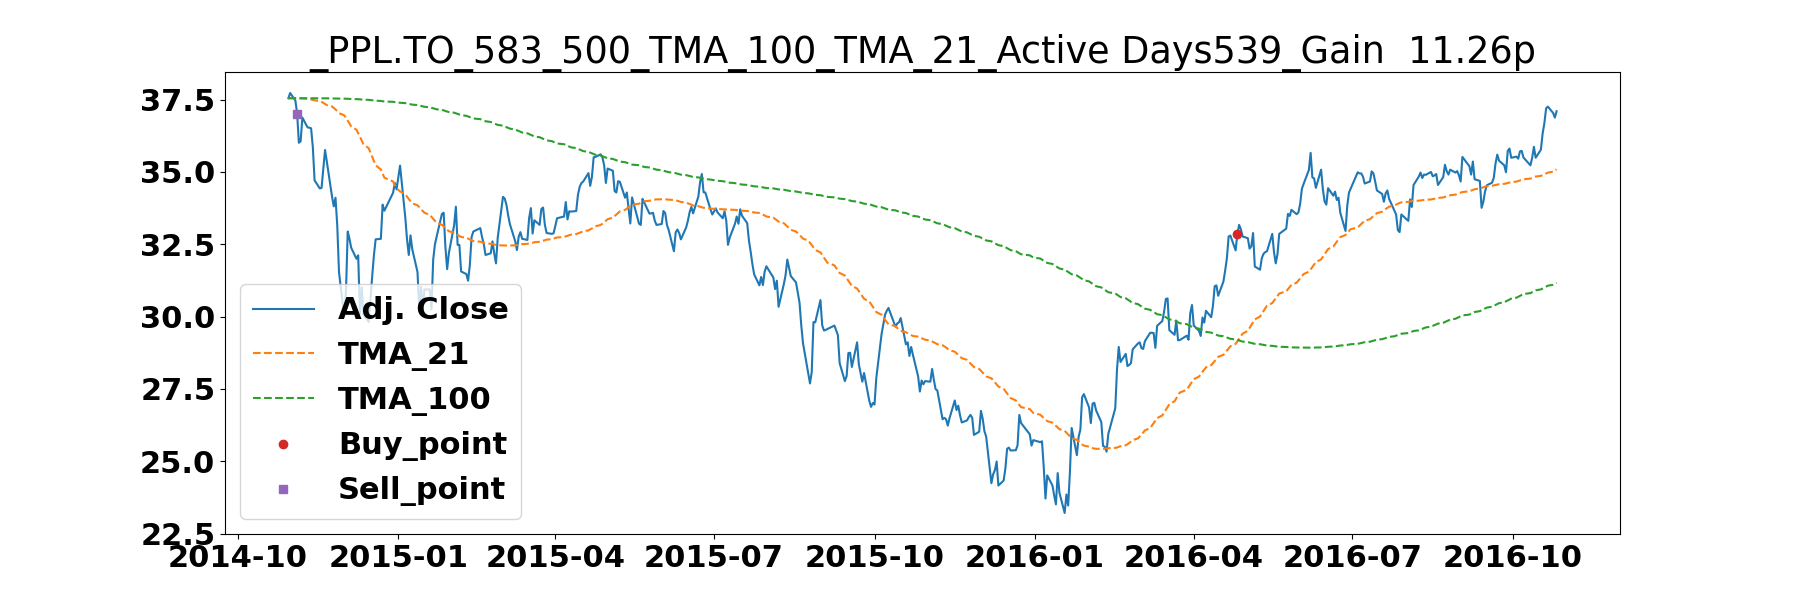 _PPL.TO_583_500_TMA_100_TMA_21_Active Days539_Gain  11.26p
37.5
35.0
32.5
30.0
27.5
25.0
22.5
Adj. Close
TMA_21
TMA_100
Buy_point
Sell_point
2014-10 2015-01 2015-04 2015-07 2015-10 2016-01 2016-04 2016-07 2016-10